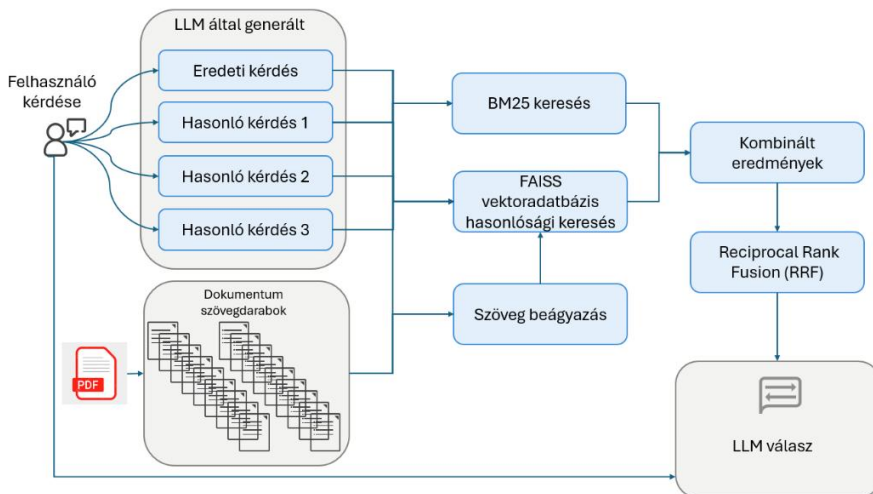 LLM által generált
Felhasználó
kérdése
Eredeti kérdés
Hasonló kérdés 1
Hasonló kérdés 2
Hasonló kérdés 3
BM25 keresés
FAISS
vektoradatbázis
hasonlósági keresés
Szöveg beágyazás
Kombinált
eredmények
Reciprocal Rank
Fusion (RRF)
Dokumentum
szövegdarabok
PDF
LLM válasz